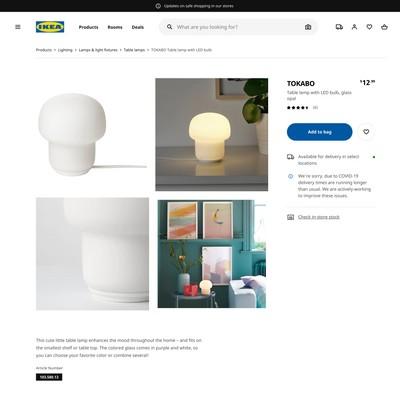 Updates on safe shopping in our stores
IKEA
Products Rooms Deals
What are you looking for?
Products > Lighting > Lamps & light fixtures > Table lamps > TOKABO Table lamp with LED bulb
TOKABO
$12.99
Table lamp with LED bulb, glass
opal
(6)
Add to bag
Available for delivery in select
locations
We're sorry, due to COVID-19
delivery times are running longer
than usual. We are actively working
to improve these issues.
Check in-store stock
This cute little table lamp enhances the mood throughout the home – and fits on
the smallest shelf or table top. The colored glass comes in purple and white, so
you can choose your favorite color or combine several!
Article Number
103.580.13